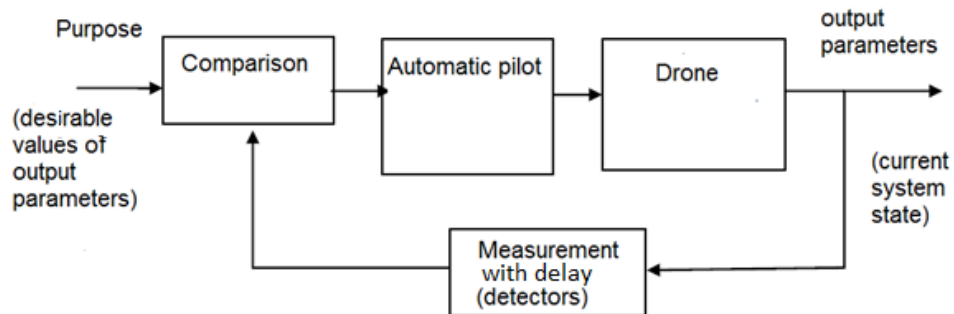 Purpose
(desirable
values of
output
parameters)
Comparison
Automatic pilot
Drone
output
parameters
(current
system
state)
Measurement
with delay
(detectors)